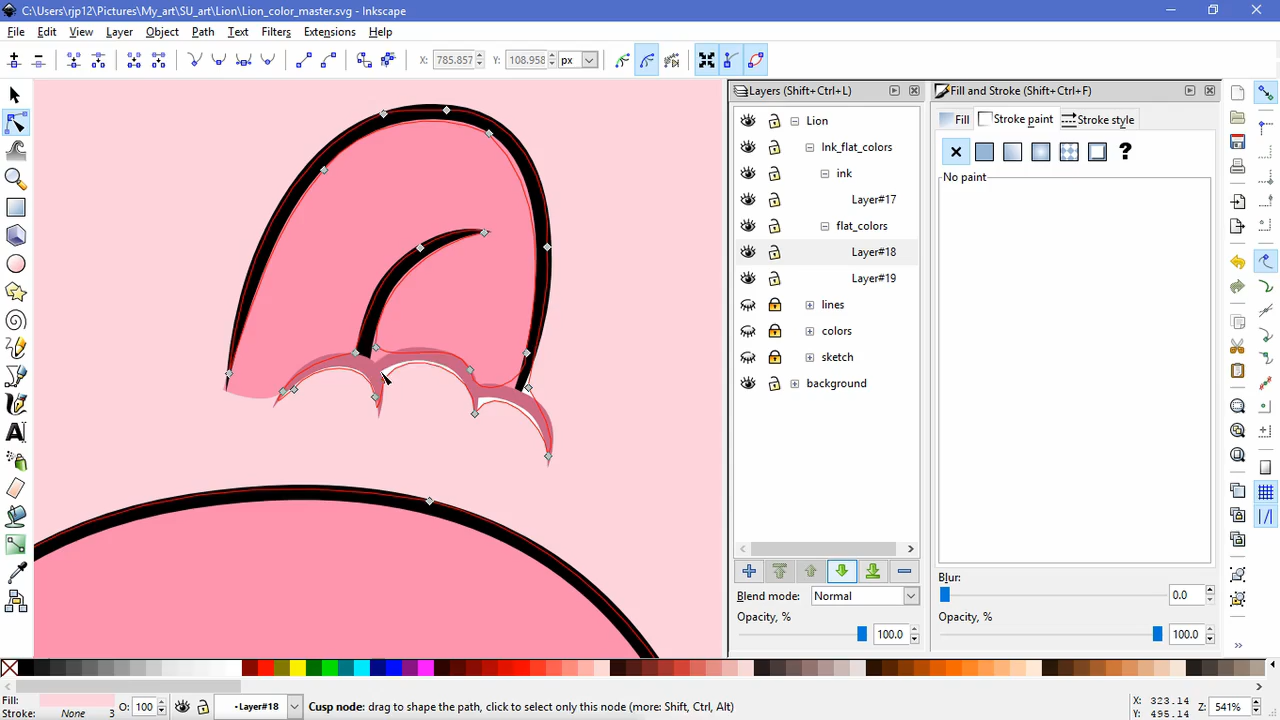 C:\Users\rjp12\Pictures\My_art\SU_art\Lion\Lion_color_master.svg - Inkscape
File Edit View Layer Object Path Text Filters Extensions Help
X: 785.857 Y: 108.958 px
Layers (Shift+Ctrl+L)
Fill and Stroke (Shift+Ctrl+F)
Lion
Ink_flat_colors
ink
Layer#17
flat_colors
Layer#18
Layer#19
lines
colors
sketch
background
Fill Stroke paint Stroke style
?
No paint
Blend mode: Normal
Opacity, %
100.0
Blur:
0.0
Opacity, %
100.0
Fill:
Stroke: None 3
O: 100
•Layer#18
Cusp node: drag to shape the path, click to select only this node (more: Shift, Ctrl, Alt)
X: 323.14
Y: 495.14
Z: 541%